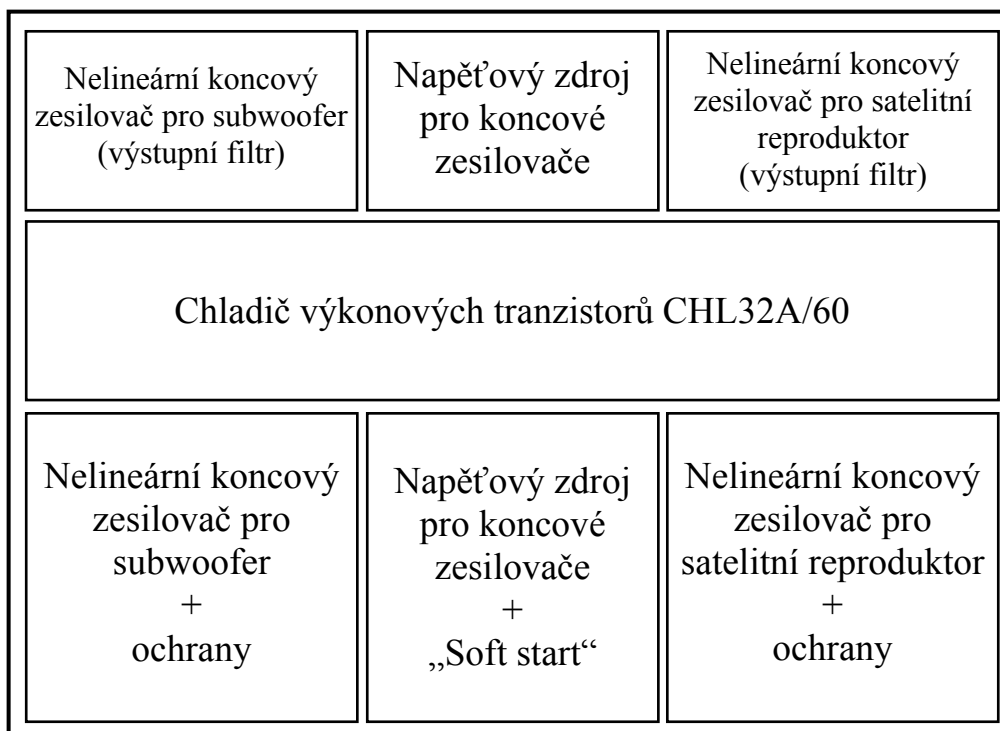 Nelineární koncový
zesilovač pro subwoofer
(výstupní filtr)
Napěťový zdroj
pro koncové
zesilovače
Nelineární koncový
zesilovač pro satelitní
reproduktor
(výstupní filtr)
Chladič výkonových tranzistorů CHL32A/60
Nelineární koncový
zesilovač pro
subwoofer
+
ochrany
Napěťový zdroj
pro koncové
zesilovače
+
„Soft start“
Nelineární koncový
zesilovač pro
satelitní reproduktor
+
ochrany